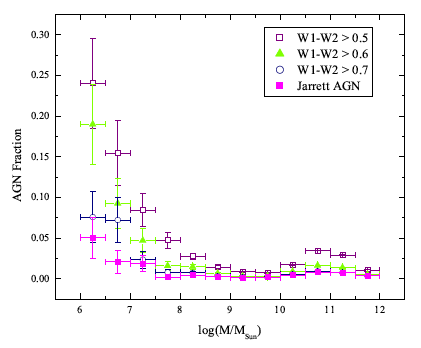 W1-W2 > 0.5
W1-W2 > 0.6
W1-W2 > 0.7
Jarrett AGN
0.30
0.25
0.20
0.15
0.10
0.05
0.00
AGN Fraction
6 7 8 9 10 11 12
log(M/M_Sun)